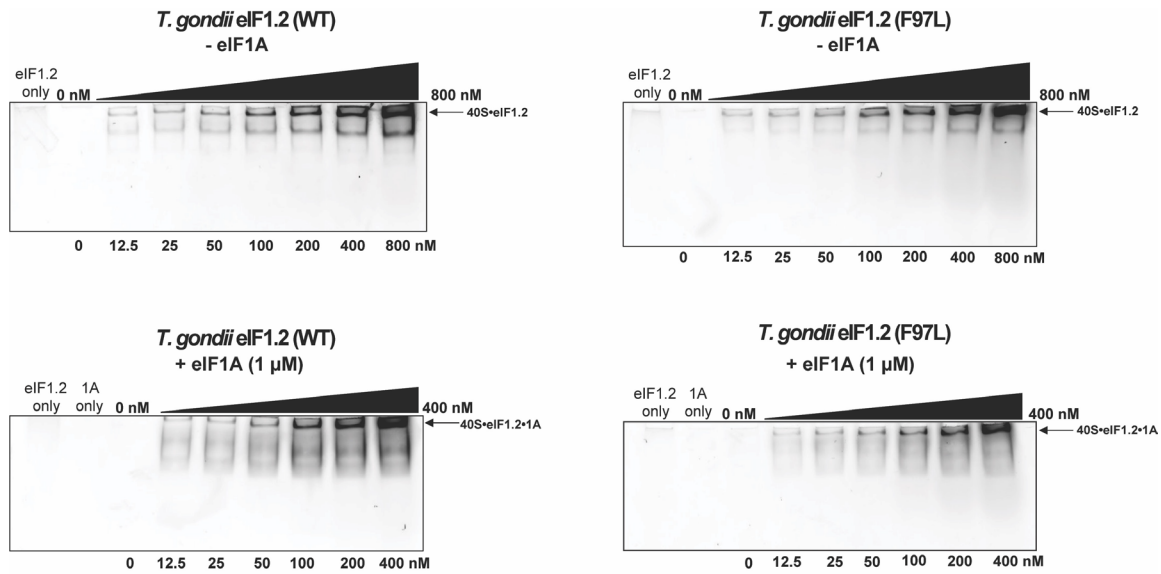 T. gondii eIF1.2 (WT)
- eIF1A
eIF1.2
only 0 nM
800 nM
40S•eIF1.2
0 12.5 25 50 100 200 400 800 nM
T. gondii eIF1.2 (F97L)
- eIF1A
eIF1.2
only 0 nM
800 nM
40S•eIF1.2
0 12.5 25 50 100 200 400 800 nM
T. gondii eIF1.2 (WT)
+ eIF1A (1 µM)
eIF1.2 1A
only only 0 nM
400 nM
40S•eIF1.2•1A
0 12.5 25 50 100 200 400 nM
T. gondii eIF1.2 (F97L)
+ eIF1A (1 µM)
eIF1.2 1A
only only 0 nM
400 nM
40S•eIF1.2•1A
0 12.5 25 50 100 200 400 nM